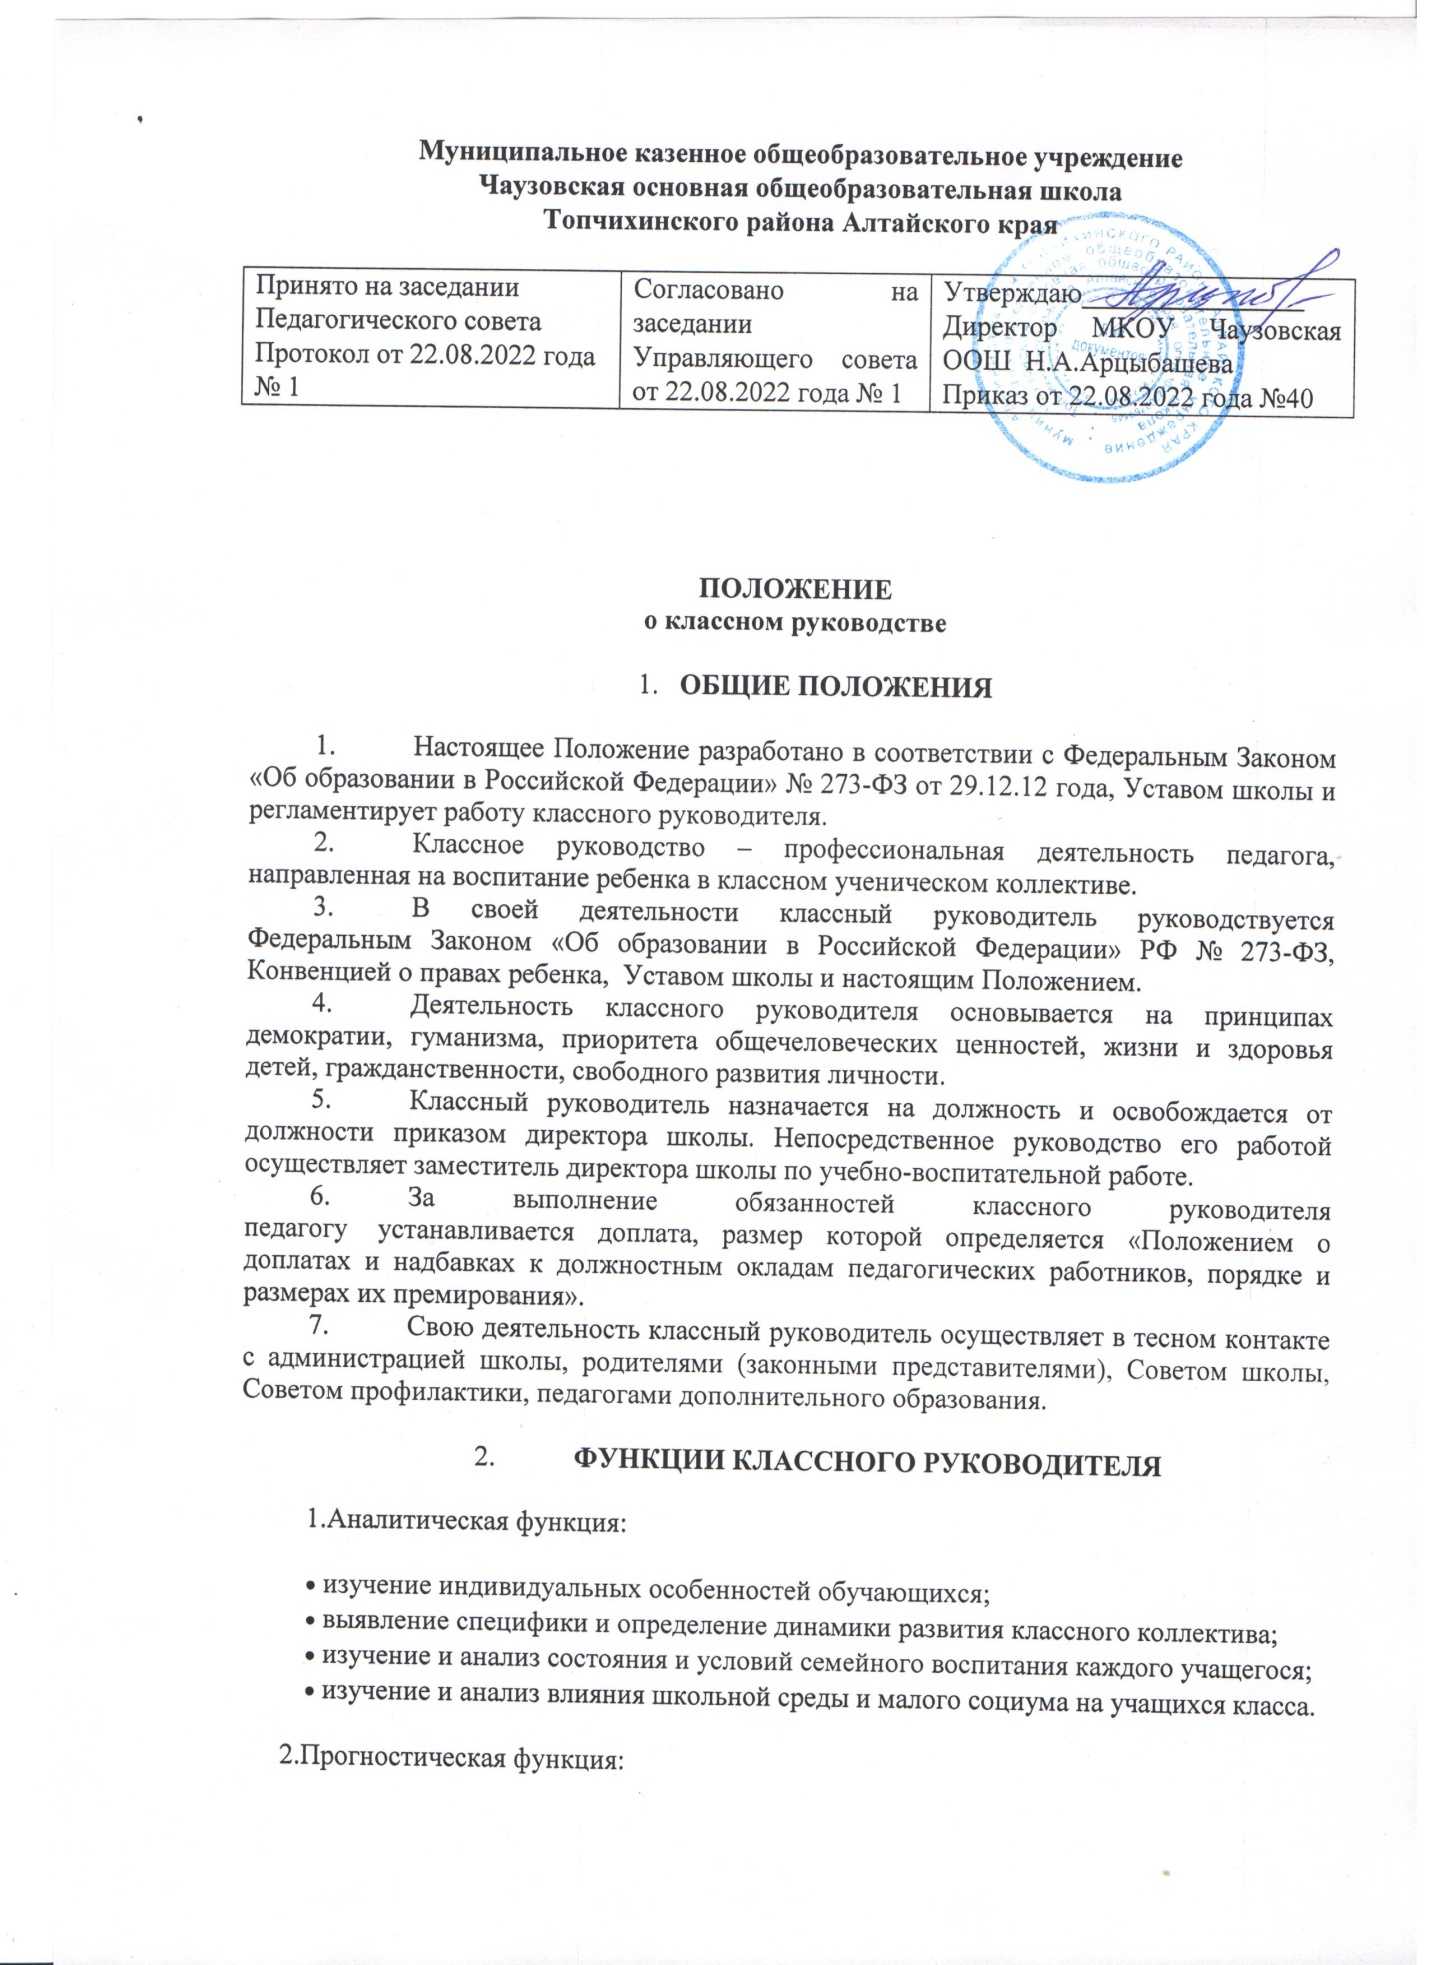 Муниципальное казенное общеобразовательное учреждение
Чаузовская основная общеобразовательная школа
Топчихинского района Алтайского края
Принято на заседании
Педагогического совета
Протокол от 22.08.2022 года
№ 1
Согласовано на
заседании
Управляющего совета
от 22.08.2022 года № 1
Утверждаю
Директор МКОУ Чаузовская
ООШ Н.А.Арцыбашева
Приказ от 22.08.2022 года №40
документов
ПОЛОЖЕНИЕ
о классном руководстве
1. ОБЩИЕ ПОЛОЖЕНИЯ
1. Настоящее Положение разработано в соответствии с Федеральным Законом
«Об образовании в Российской Федерации» № 273-ФЗ от 29.12.12 года, Уставом школы и
регламентирует работу классного руководителя.
2. Классное руководство – профессиональная деятельность педагога,
направленная на воспитание ребенка в классном ученическом коллективе.
3. В своей деятельности классный руководитель руководствуется
Федеральным Законом «Об образовании в Российской Федерации» РФ № 273-ФЗ,
Конвенцией о правах ребенка, Уставом школы и настоящим Положением.
4. Деятельность классного руководителя основывается на принципах
демократии, гуманизма, приоритета общечеловеческих ценностей, жизни и здоровья
детей, гражданственности, свободного развития личности.
5. Классный руководитель назначается на должность и освобождается от
должности приказом директора школы. Непосредственное руководство его работой
осуществляет заместитель директора школы по учебно-воспитательной работе.
6. За выполнение обязанностей классного руководителя
педагогу устанавливается доплата, размер которой определяется «Положением о
доплатах и надбавках к должностным окладам педагогических работников, порядке и
размерах их премирования».
7. Свою деятельность классный руководитель осуществляет в тесном контакте
с администрацией школы, родителями (законными представителями), Советом школы,
Советом профилактики, педагогами дополнительного образования.
2. ФУНКЦИИ КЛАССНОГО РУКОВОДИТЕЛЯ
1.Аналитическая функция:
• изучение индивидуальных особенностей обучающихся;
• выявление специфики и определение динамики развития классного коллектива;
• изучение и анализ состояния и условий семейного воспитания каждого учащегося;
• изучение и анализ влияния школьной среды и малого социума на учащихся класса.
2.Прогностическая функция: